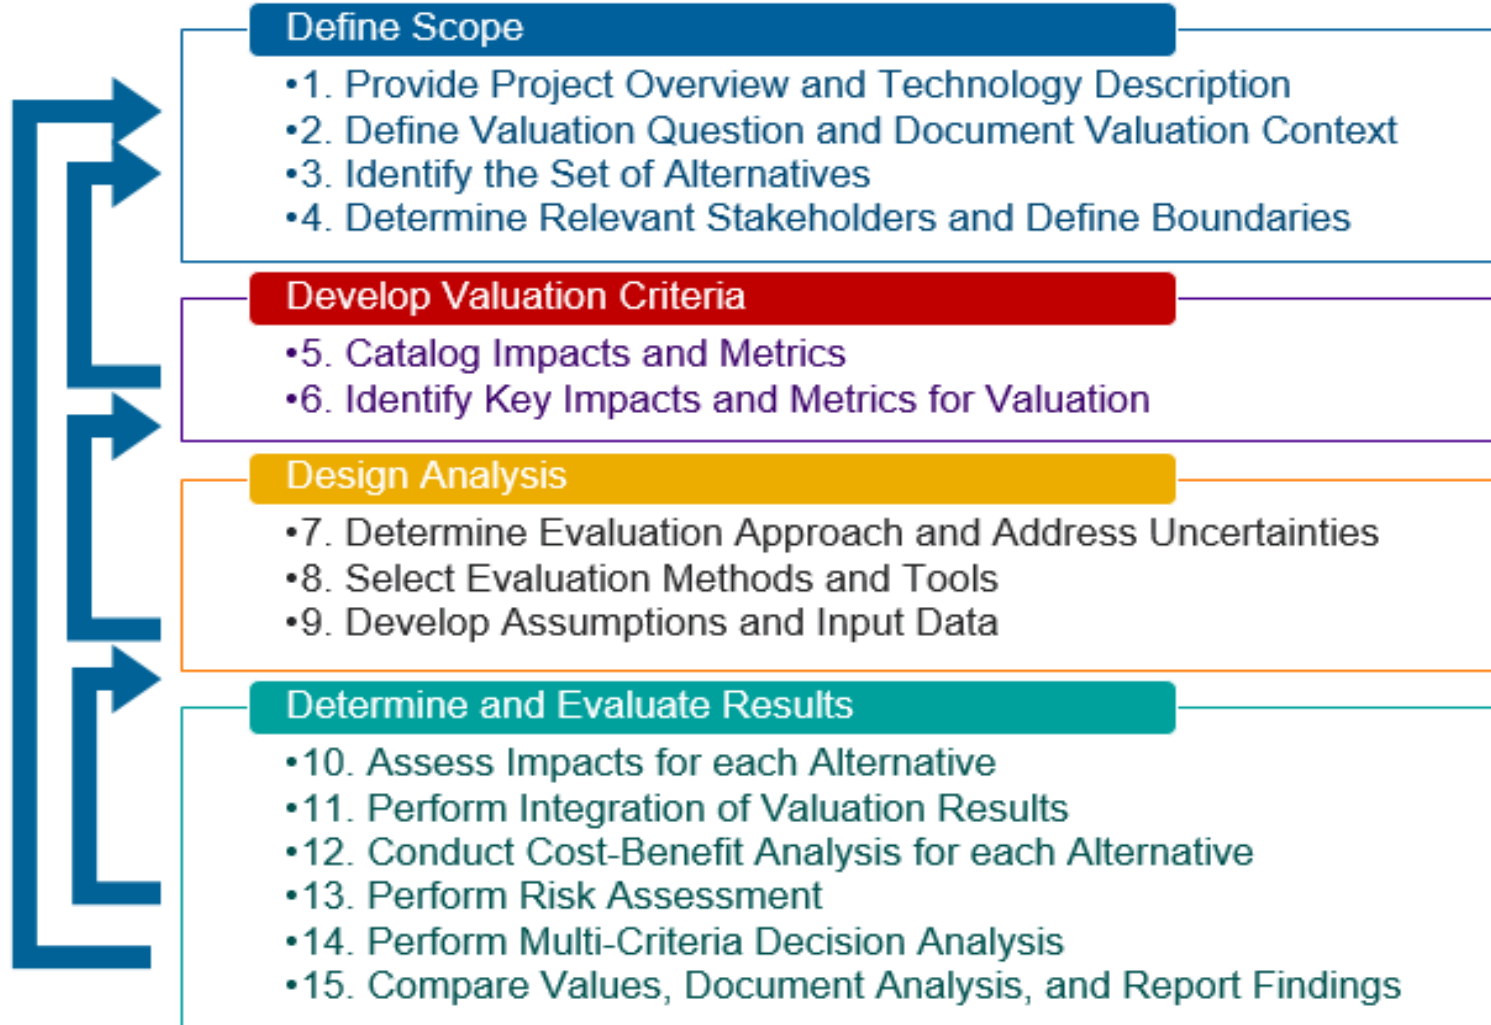 Define Scope
•1. Provide Project Overview and Technology Description
•2. Define Valuation Question and Document Valuation Context
•3. Identify the Set of Alternatives
•4. Determine Relevant Stakeholders and Define Boundaries
Develop Valuation Criteria
•5. Catalog Impacts and Metrics
•6. Identify Key Impacts and Metrics for Valuation
Design Analysis
•7. Determine Evaluation Approach and Address Uncertainties
•8. Select Evaluation Methods and Tools
•9. Develop Assumptions and Input Data
Determine and Evaluate Results
•10. Assess Impacts for each Alternative
•11. Perform Integration of Valuation Results
•12. Conduct Cost-Benefit Analysis for each Alternative
•13. Perform Risk Assessment
•14. Perform Multi-Criteria Decision Analysis
•15. Compare Values, Document Analysis, and Report Findings